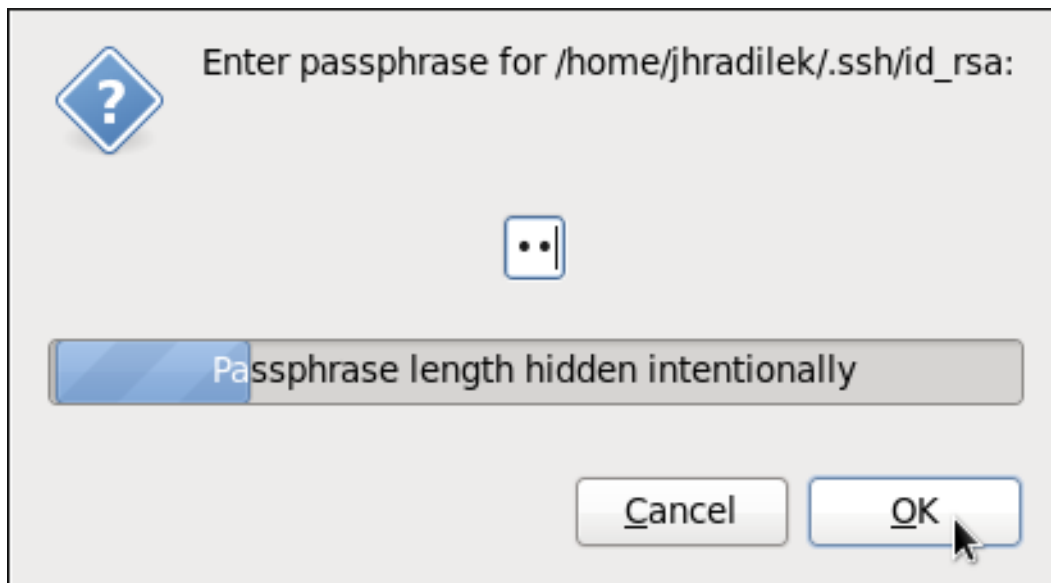 Enter passphrase for /home/jhradilek/.ssh/id_rsa:
••
Passphrase length hidden intentionally
Cancel
OK